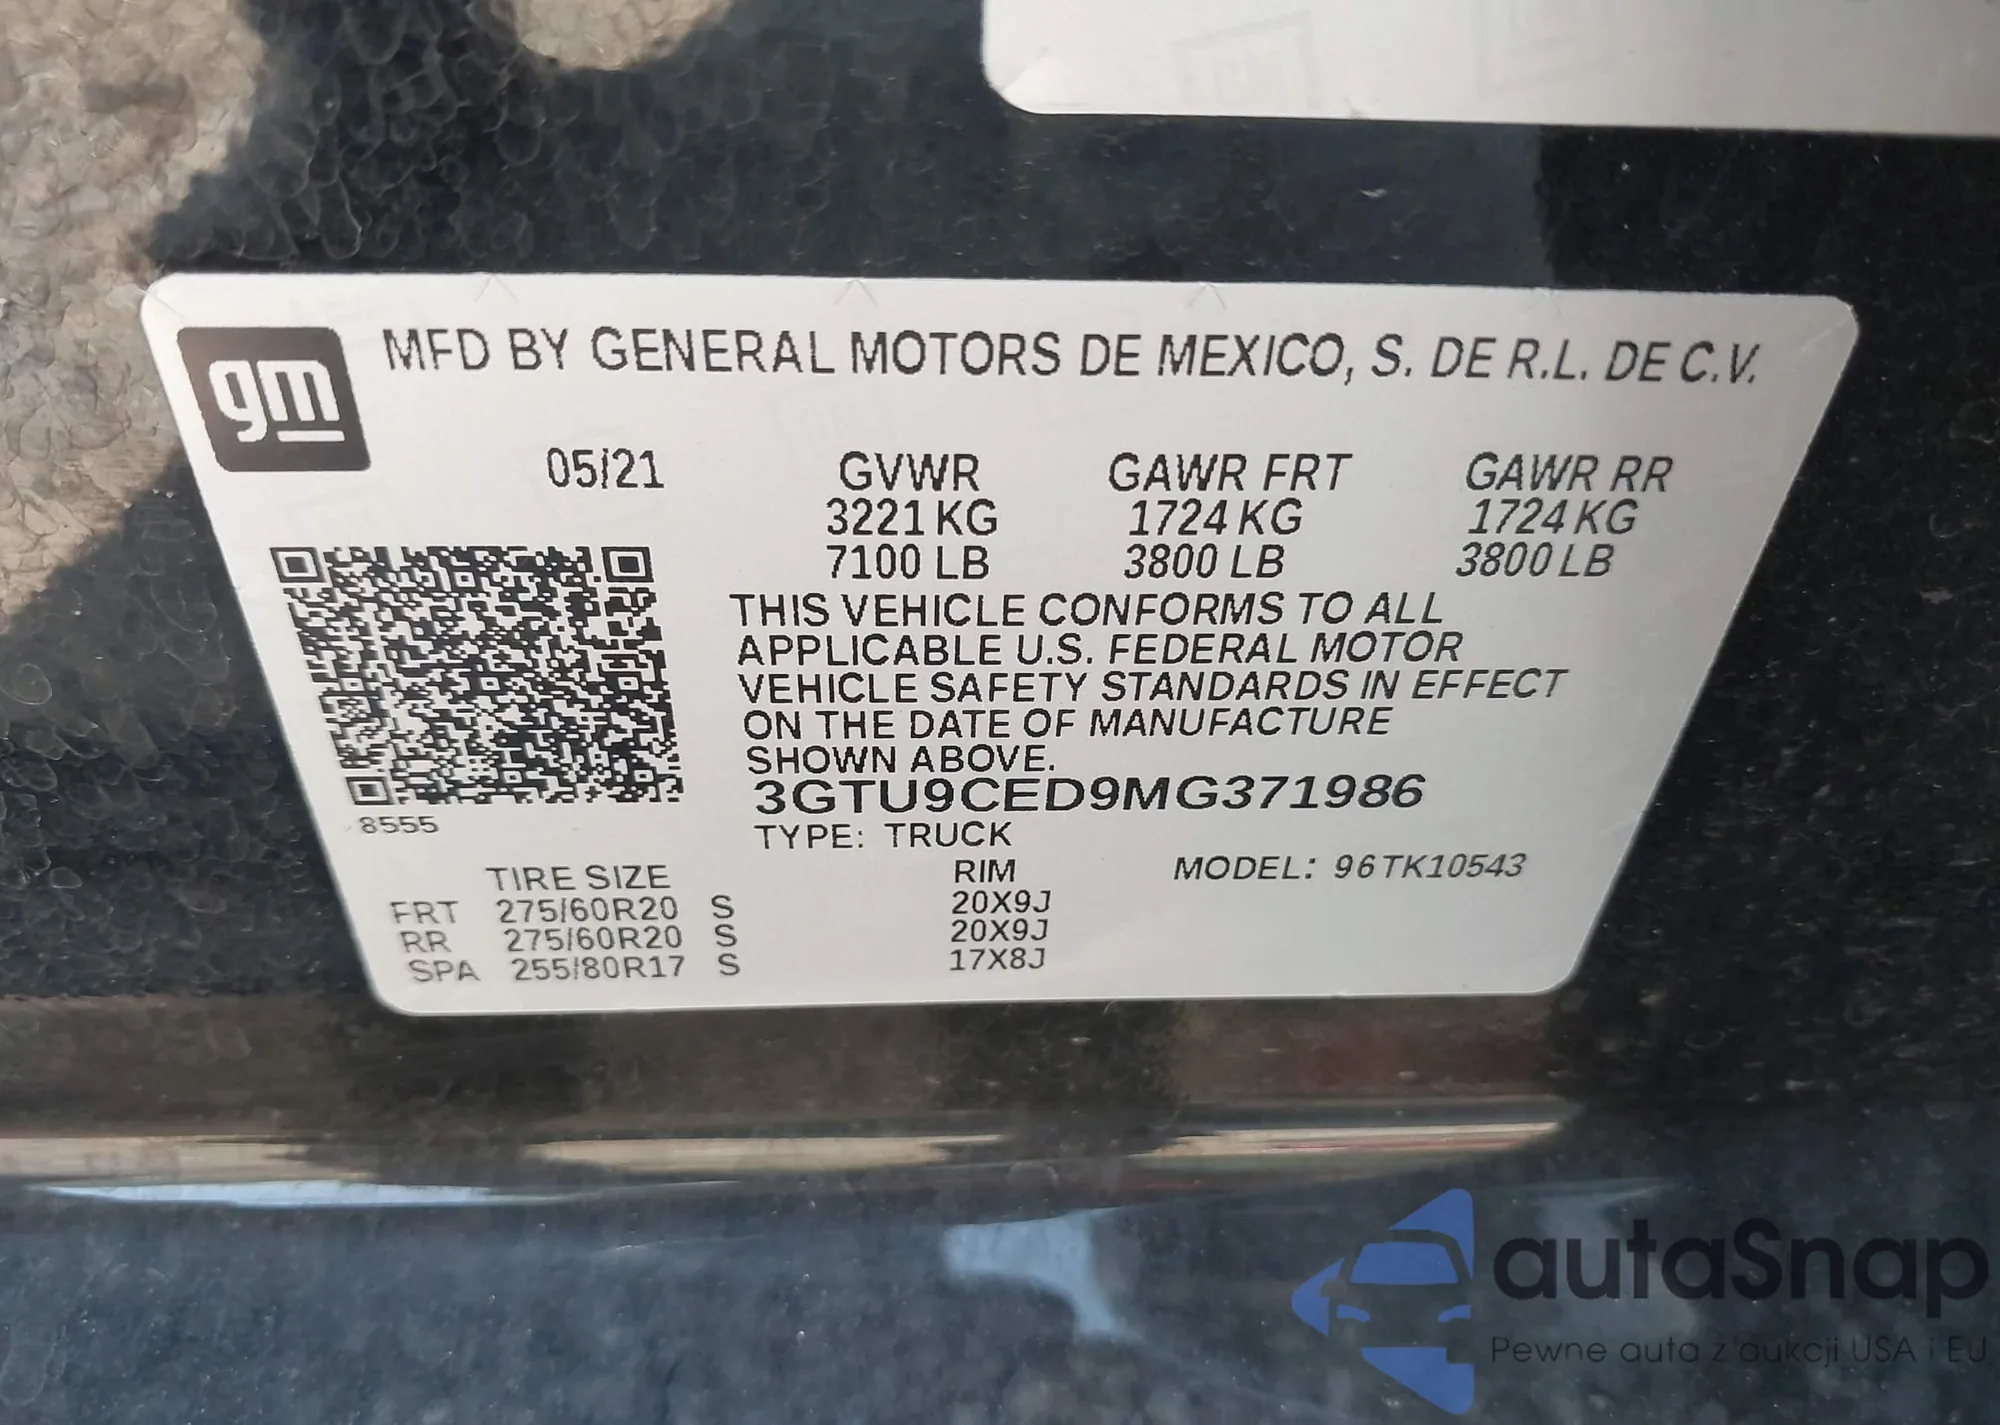 gm
MFD BY GENERAL MOTORS DE MEXICO, S. DE R.L. DE C.V.
05/21 GVWR GAWR FRT GAWR RR
3221 KG 1724 KG 1724 KG
7100 LB 3800 LB 3800 LB
THIS VEHICLE CONFORMS TO ALL
APPLICABLE U.S. FEDERAL MOTOR
VEHICLE SAFETY STANDARDS IN EFFECT
ON THE DATE OF MANUFACTURE
SHOWN ABOVE.
3GTU9CED9MG371986
8555
TYPE: TRUCK
TIRE SIZE RIM MODEL: 96TK10543
FRT 275/60R20 S 20X9J
RR 275/60R20 S 20X9J
SPA 255/80R17 S 17X8J
autaSnap
Pewne auta z aukcji USA i EU